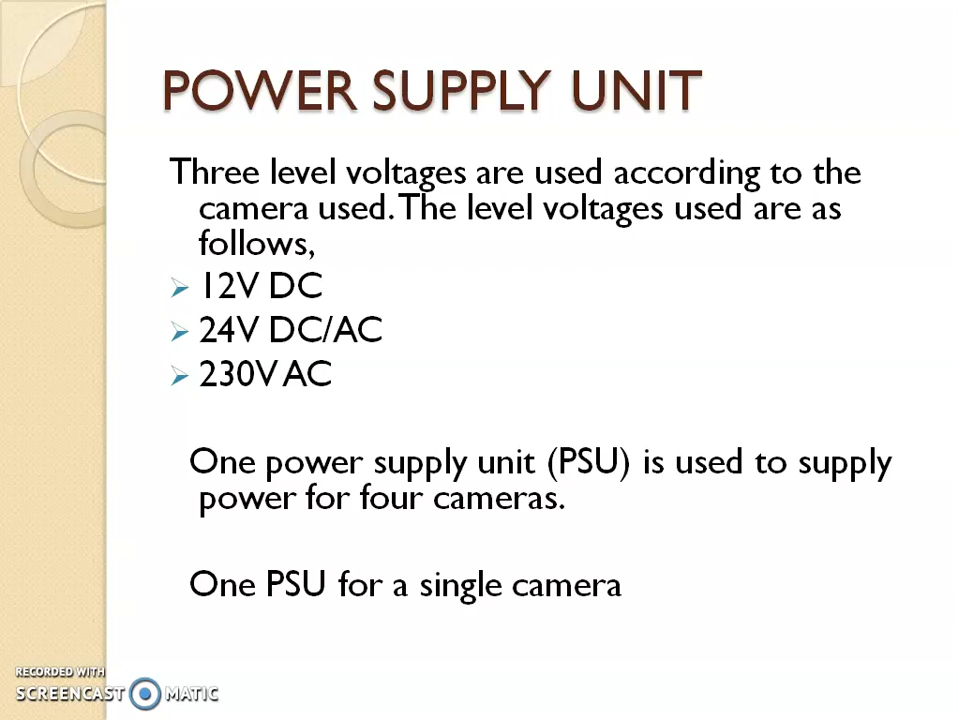 POWER SUPPLY UNIT
Three level voltages are used according to the
camera used. The level voltages used are as
follows,
12V DC
24V DC/AC
230V AC
One power supply unit (PSU) is used to supply
power for four cameras.
One PSU for a single camera
RECORDED WITH
SCREENCAST MATIC